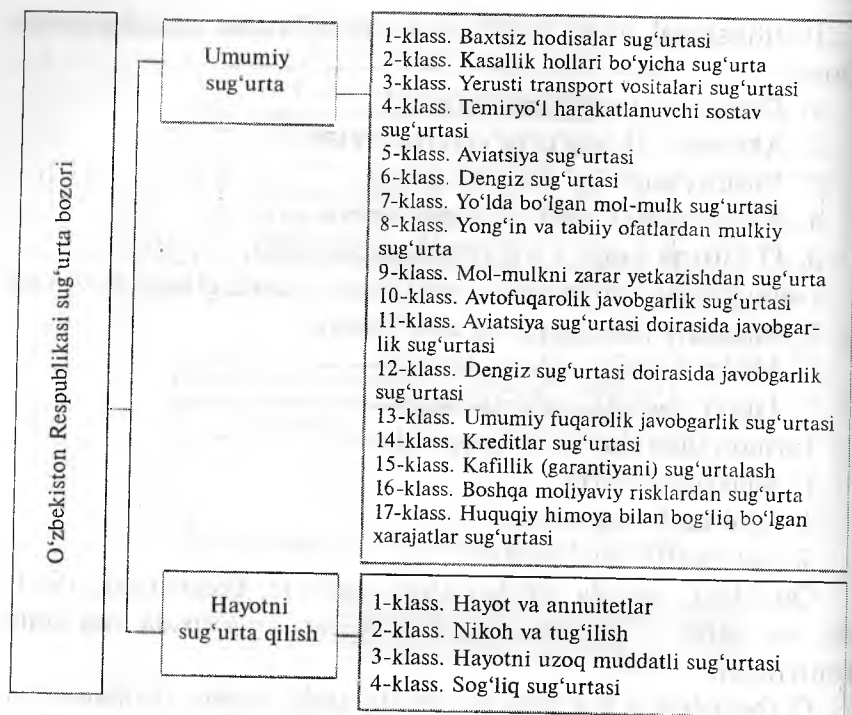 O‘zbekiston Respublikasi sug‘urta bozori
Umumiy
sug‘urta
1-klass. Baxtsiz hodisalar sug‘urtasi
2-klass. Kasallik hollari bo‘yicha sug‘urta
3-klass. Yerusti transport vositalari sug‘urtasi
4-klass. Temiryo‘l harakatlanuvchi sostav
sug‘urtasi
5-klass. Aviatsiya sug‘urtasi
6-klass. Dengiz sug‘urtasi
7-klass. Yo‘lda bo‘lgan mol-mulk sug‘urtasi
8-klass. Yong‘in va tabiiy ofatlardan mulkiy
sug‘urta
9-klass. Mol-mulkni zarar yetkazishdan sug‘urta
10-klass. Avtofuqarolik javobgarlik sug‘urtasi
11-klass. Aviatsiya sug‘urtasi doirasida javobgar-
lik sug‘urtasi
12-klass. Dengiz sug‘urtasi doirasida javobgarlik
sug‘urtasi
13-klass. Umumiy fuqarolik javobgarlik sug‘urtasi
14-klass. Kreditlar sug‘urtasi
15-klass. Kafillik (garantiyani) sug‘urtalash
16-klass. Boshqa moliyaviy risklardan sug‘urta
17-klass. Huquqiy himoya bilan bog‘liq bo‘lgan
xarajatlar sug‘urtasi
Hayotni
sug‘urta qilish
1-klass. Hayot va annuitetlar
2-klass. Nikoh va tug‘ilish
3-klass. Hayotni uzoq muddatli sug‘urtasi
4-klass. Sog‘liq sug‘urtasi